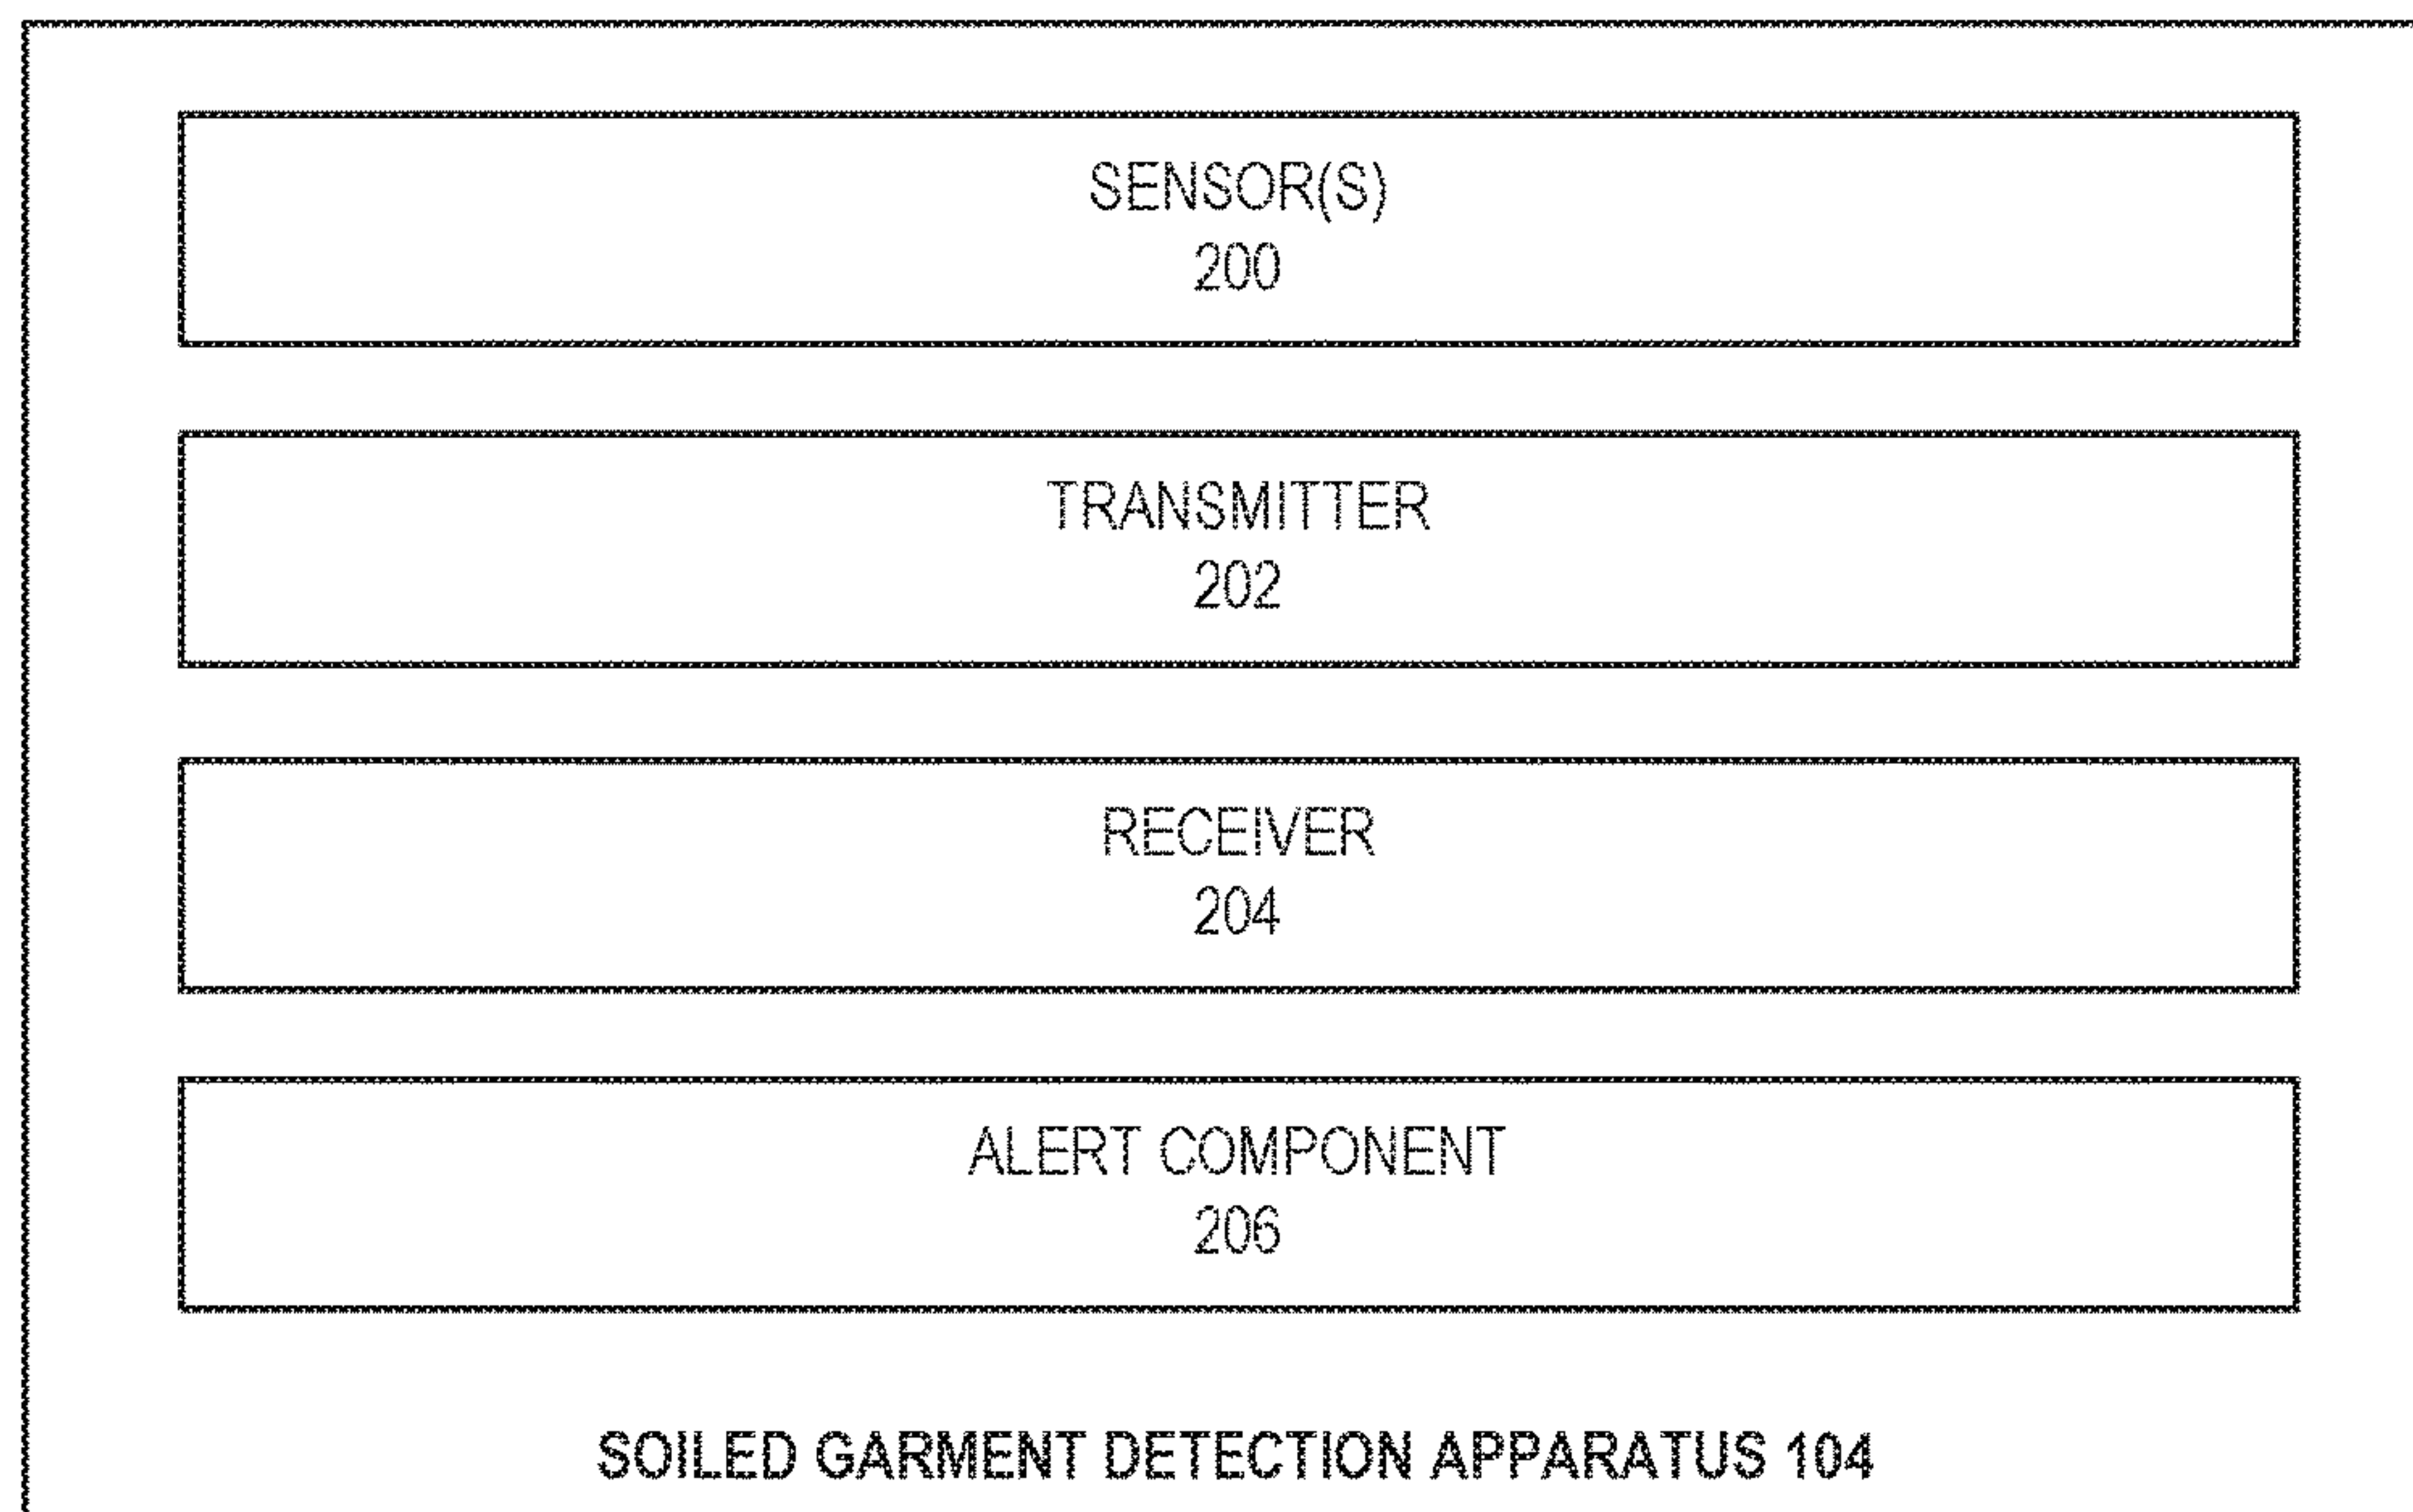 SENSOR(S)
200
TRANSMITTER
202
RECEIVER
204
ALERT COMPONENT
206
SOILED GARMENT DETECTION APPARATUS 104